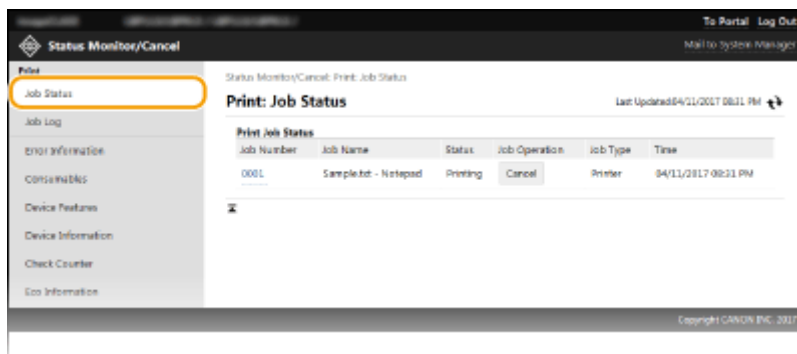 To Portal Log Out
Status Monitor/Cancel
Mail to System Manager
Print
Job Status
Job Log
Error Information
Consumables
Device Features
Device Information
Check Counter
Eco Information
Status Monitor/Cancel: Print: Job Status
Print: Job Status
Last Updated:04/11/2017 08:31 PM
Print Job Status
Job Number Job Name Status Job Operation Job Type Time
0001 Sample.txt - Notepad Printing Cancel Printer 04/11/2017 08:31 PM
Copyright CANON INC. 2017